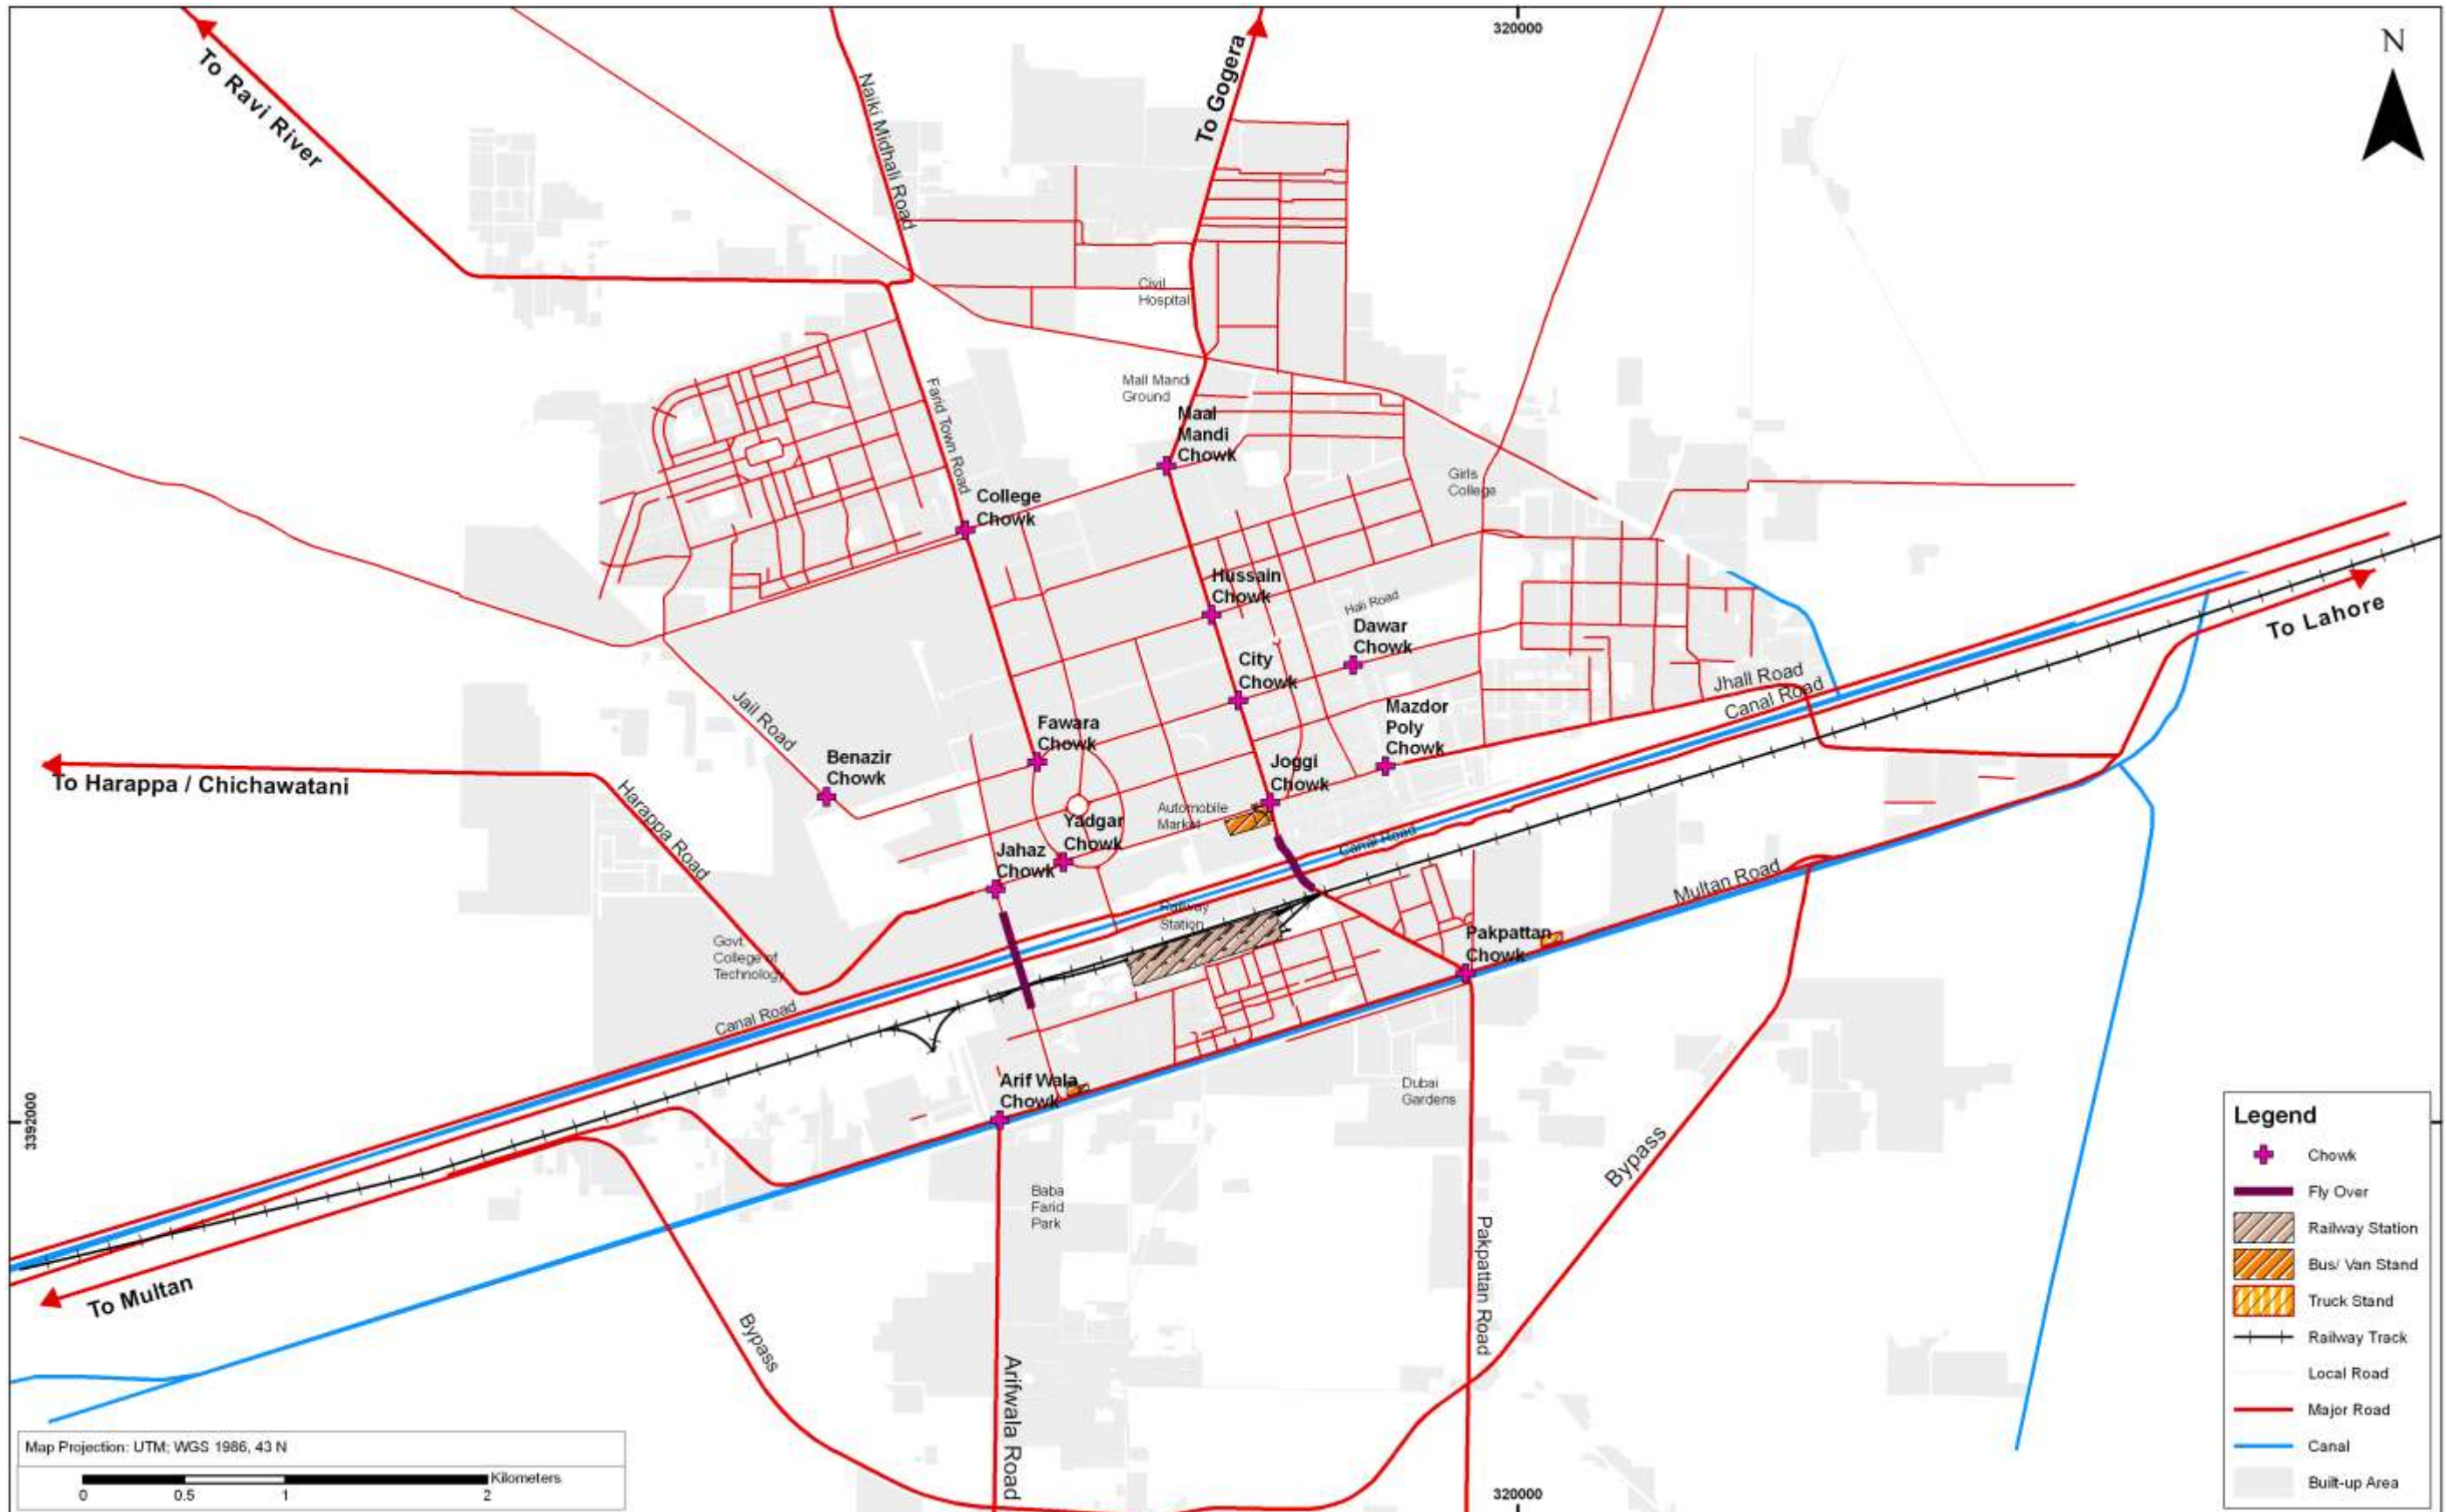 320000
N
To Ravi River
Naiki Midhali Road
To Gogera
Civil
Hospital
Mall Mandi
Ground
Maal
Mandi
Chowk
Farid Town Road
College
Chowk
Girls
College
Hussain
Chowk
Hali Road
Dawar
Chowk
City
Chowk
To Lahore
Jhall Road
Canal Road
Jail Road
Fawara
Chowk
Mazdor
Poly
Chowk
Benazir
Chowk
Joggi
Chowk
To Harappa / Chichawatani
Harappa Road
Automobile
Market
Yadgar
Chowk
Jahaz
Chowk
Canal Road
Multan Road
Railway
Station
Govt.
College of
Technology
Pakpattan
Chowk
Canal Road
Arif Wala
Chowk
Dubai
Gardens
3392000
Bypass
Baba
Farid
Park
Pakpattan Road
To Multan
Bypass
Arifwala Road
Legend
Chowk
Fly Over
Railway Station
Bus/ Van Stand
Truck Stand
Railway Track
Local Road
Major Road
Canal
Built-up Area
Map Projection: UTM; WGS 1986, 43 N
Kilometers
0 0.5 1 2
320000